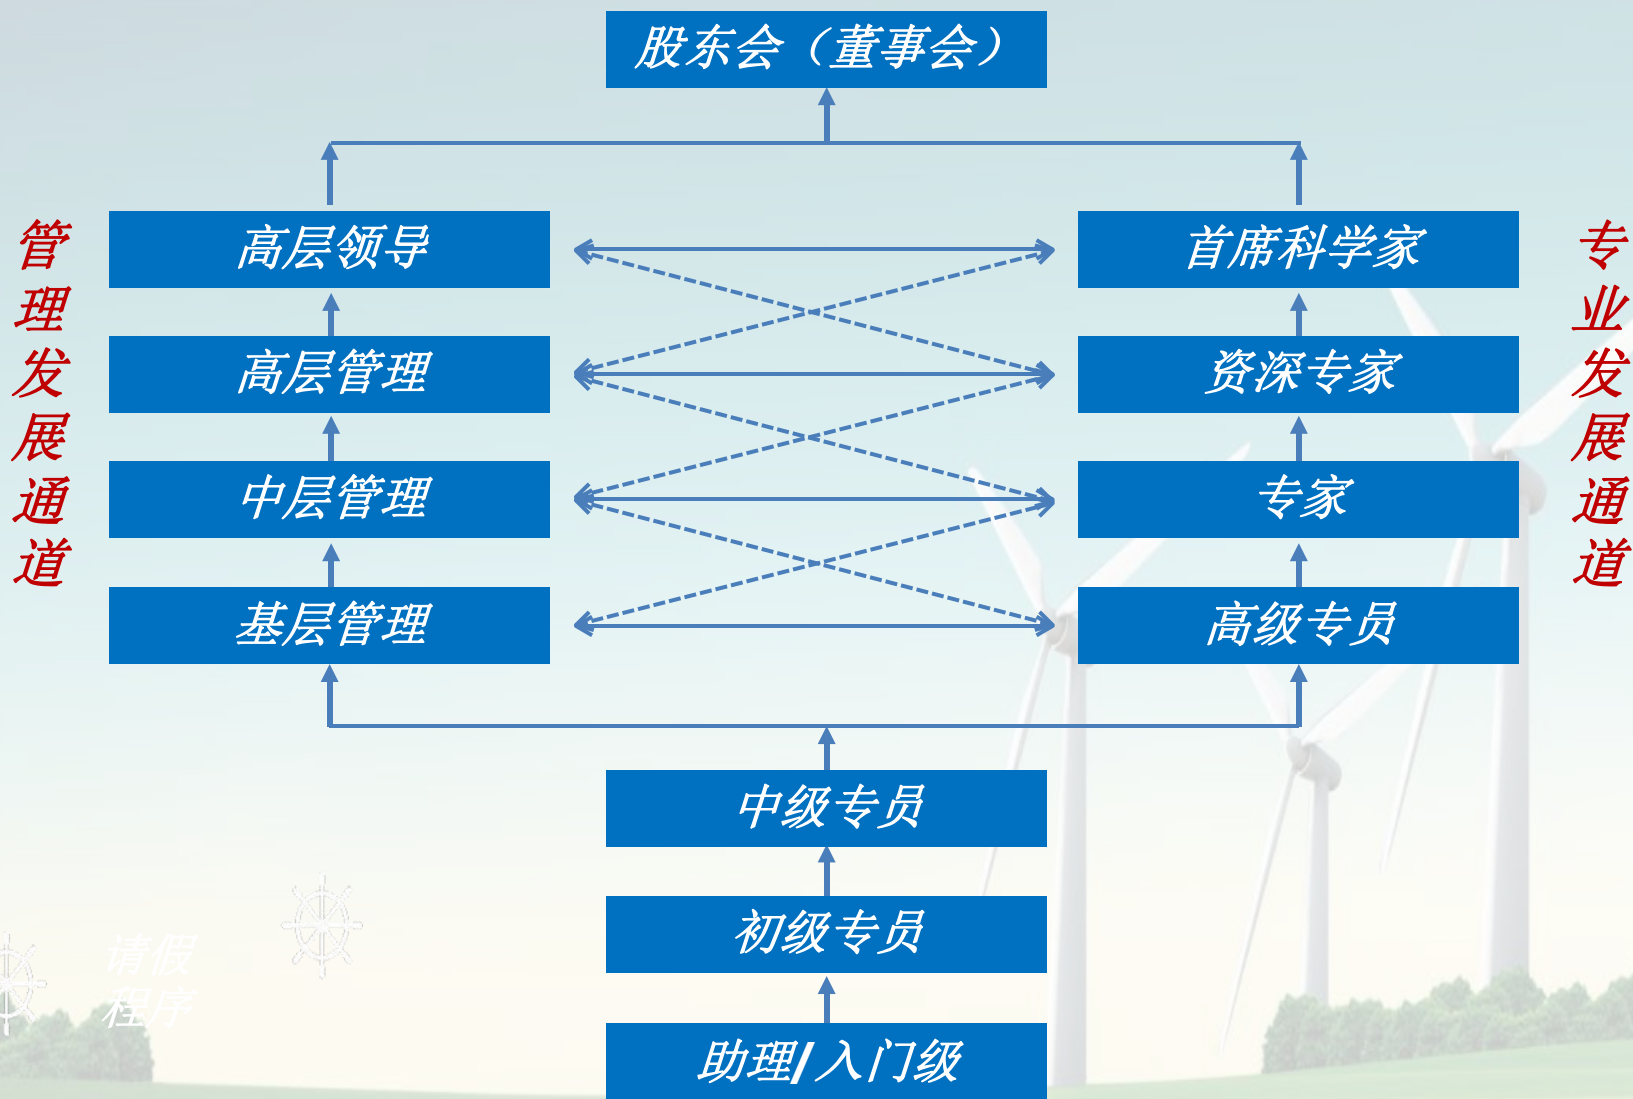 股东会（董事会）
管理发展通道
高层领导
首席科学家
专业发展通道
高层管理
资深专家
中层管理
专家
基层管理
高级专员
中级专员
初级专员
请假
程序
助理/入门级